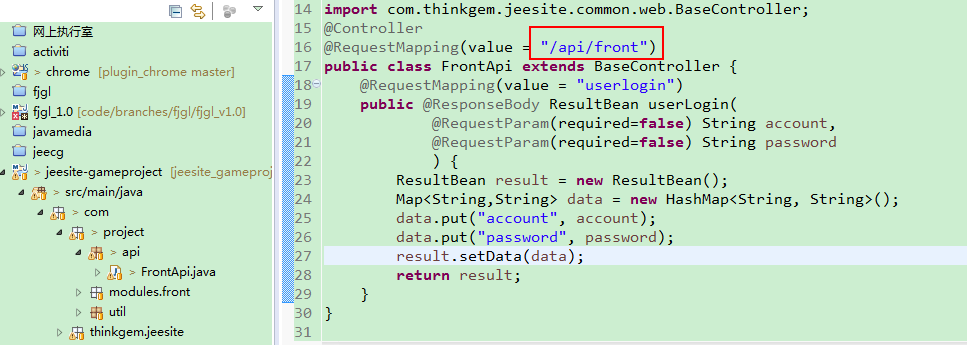 网上执行室
activiti
> chrome [plugin_chrome master]
fjgl
> fjgl_1.0 [code/branches/fjgl/fjgl_v1.0]
javamedia
jeecg
> jeesite-gameproject [jeesite_gameproj
> src/main/java
> com
> project
> api
> FrontApi.java
> modules.front
> util
thinkgem.jeesite
14 import com.thinkgem.jeesite.common.web.BaseController;
15 @Controller
16 @RequestMapping(value = "/api/front")
17 public class FrontApi extends BaseController {
18 @RequestMapping(value = "userlogin")
19 public @ResponseBody ResultBean userLogin(
20 @RequestParam(required=false) String account,
21 @RequestParam(required=false) String password
22 ) {
23 ResultBean result = new ResultBean();
24 Map<String,String> data = new HashMap<String, String>();
25 data.put("account", account);
26 data.put("password", password);
27 result.setData(data);
28 return result;
29 }
30 }
31